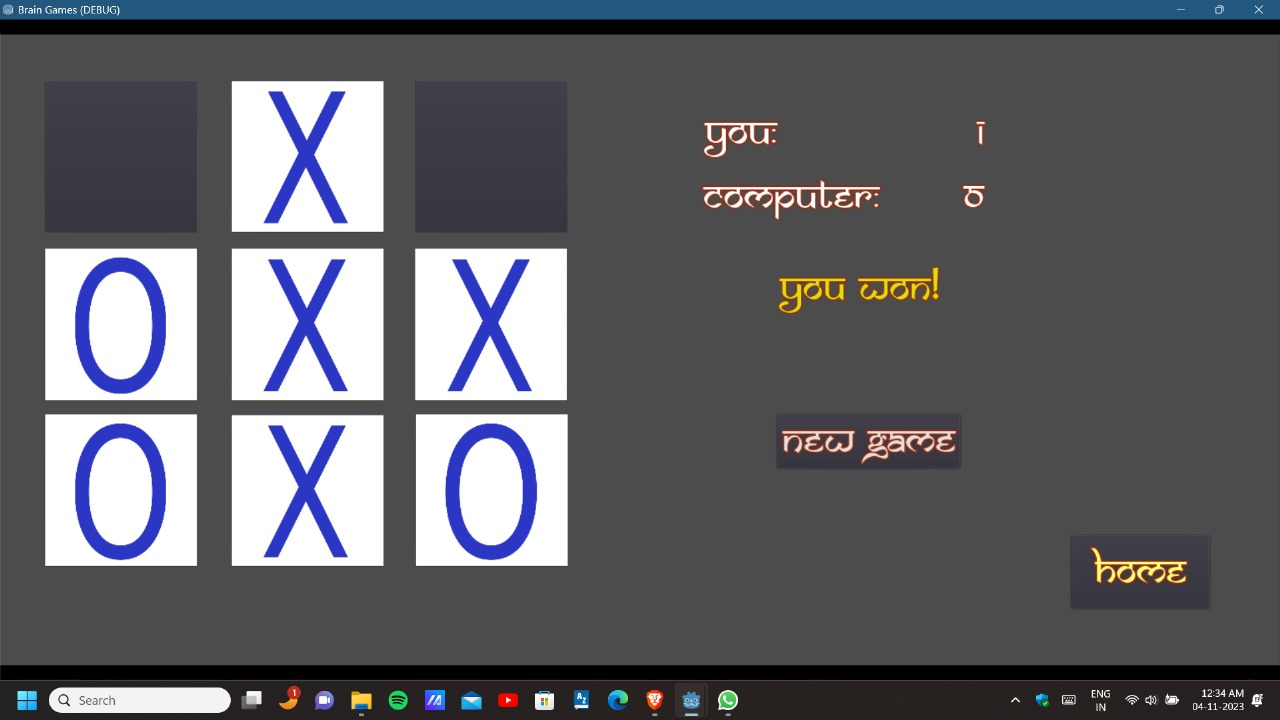 Brain Games (DEBUG)
X
O X X
O X O
you: 1
computer: 0
you won!
new game
home
Search
1
ENG
IN
12:34 AM
04-11-2023